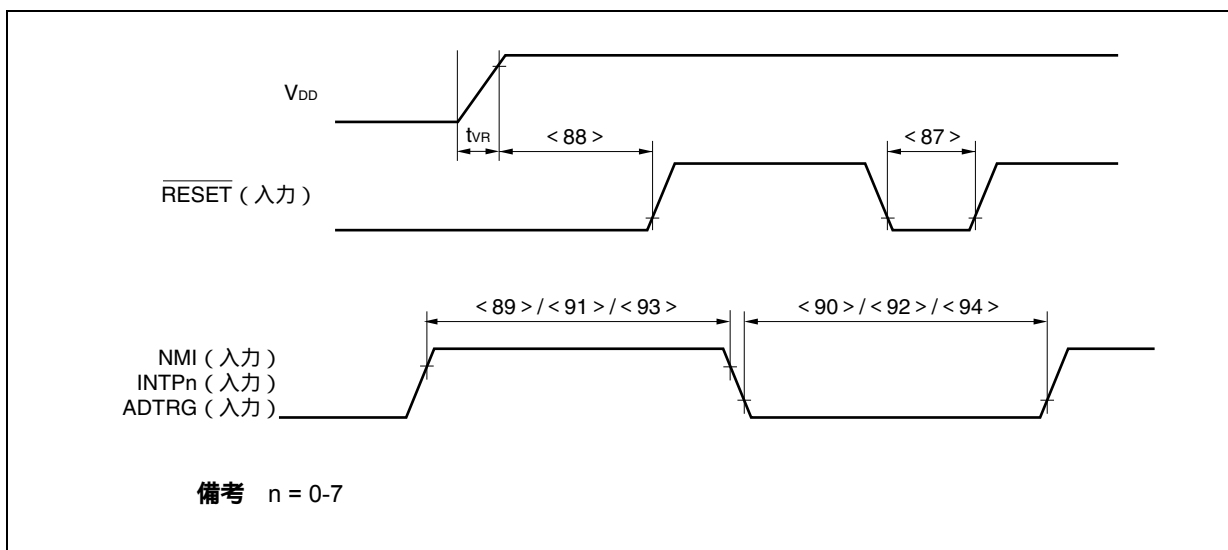 VDD
tVR
< 88 >
< 87 >
RESET ( 入力 )
< 89 > / < 91 > / < 93 >
< 90 > / < 92 > / < 94 >
NMI ( 入力 )
INTPn ( 入力 )
ADTRG ( 入力 )
備考 n = 0-7